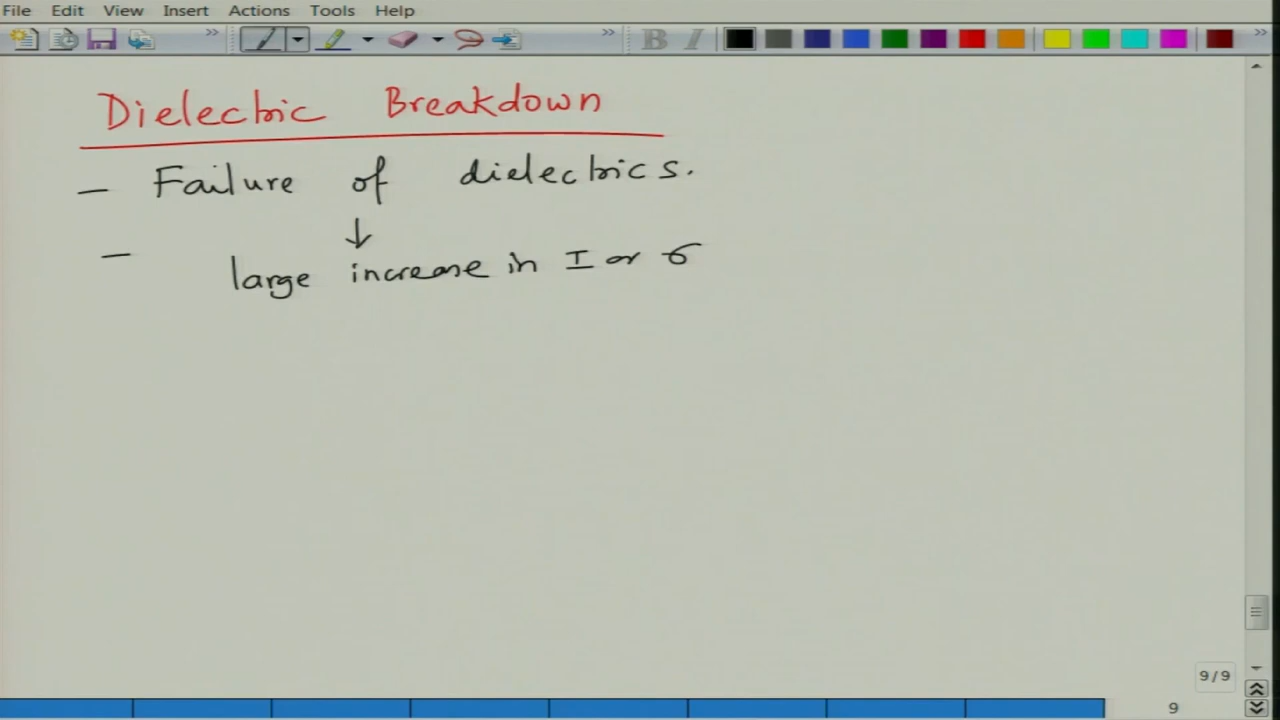 File Edit View Insert Actions Tools Help
B I
Dielectric Breakdown
- Failure of dielectrics.
↓
- large increase in I or σ
9/9
9